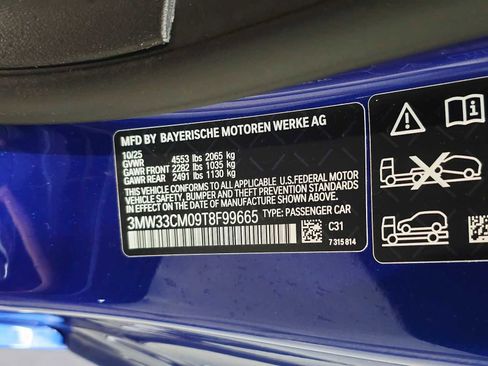 MFD BY BAYERISCHE MOTOREN WERKE AG
10/25
GVWR 4553 lbs 2065 kg
GAWR FRONT 2282 lbs 1035 kg
GAWR REAR 2491 lbs 1130 kg
THIS VEHICLE CONFORMS TO ALL
APPLICABLE U.S.FEDERAL MOTOR
VEHICLE SAFETY, BUMPER, AND THEFT PREVENTION STANDARDS
IN EFFECT ON THE DATE OF MANUFACTURE SHOWN ABOVE.
3MW33CM09T8F99665 TYPE: PASSENGER CAR
C31
7 315 814